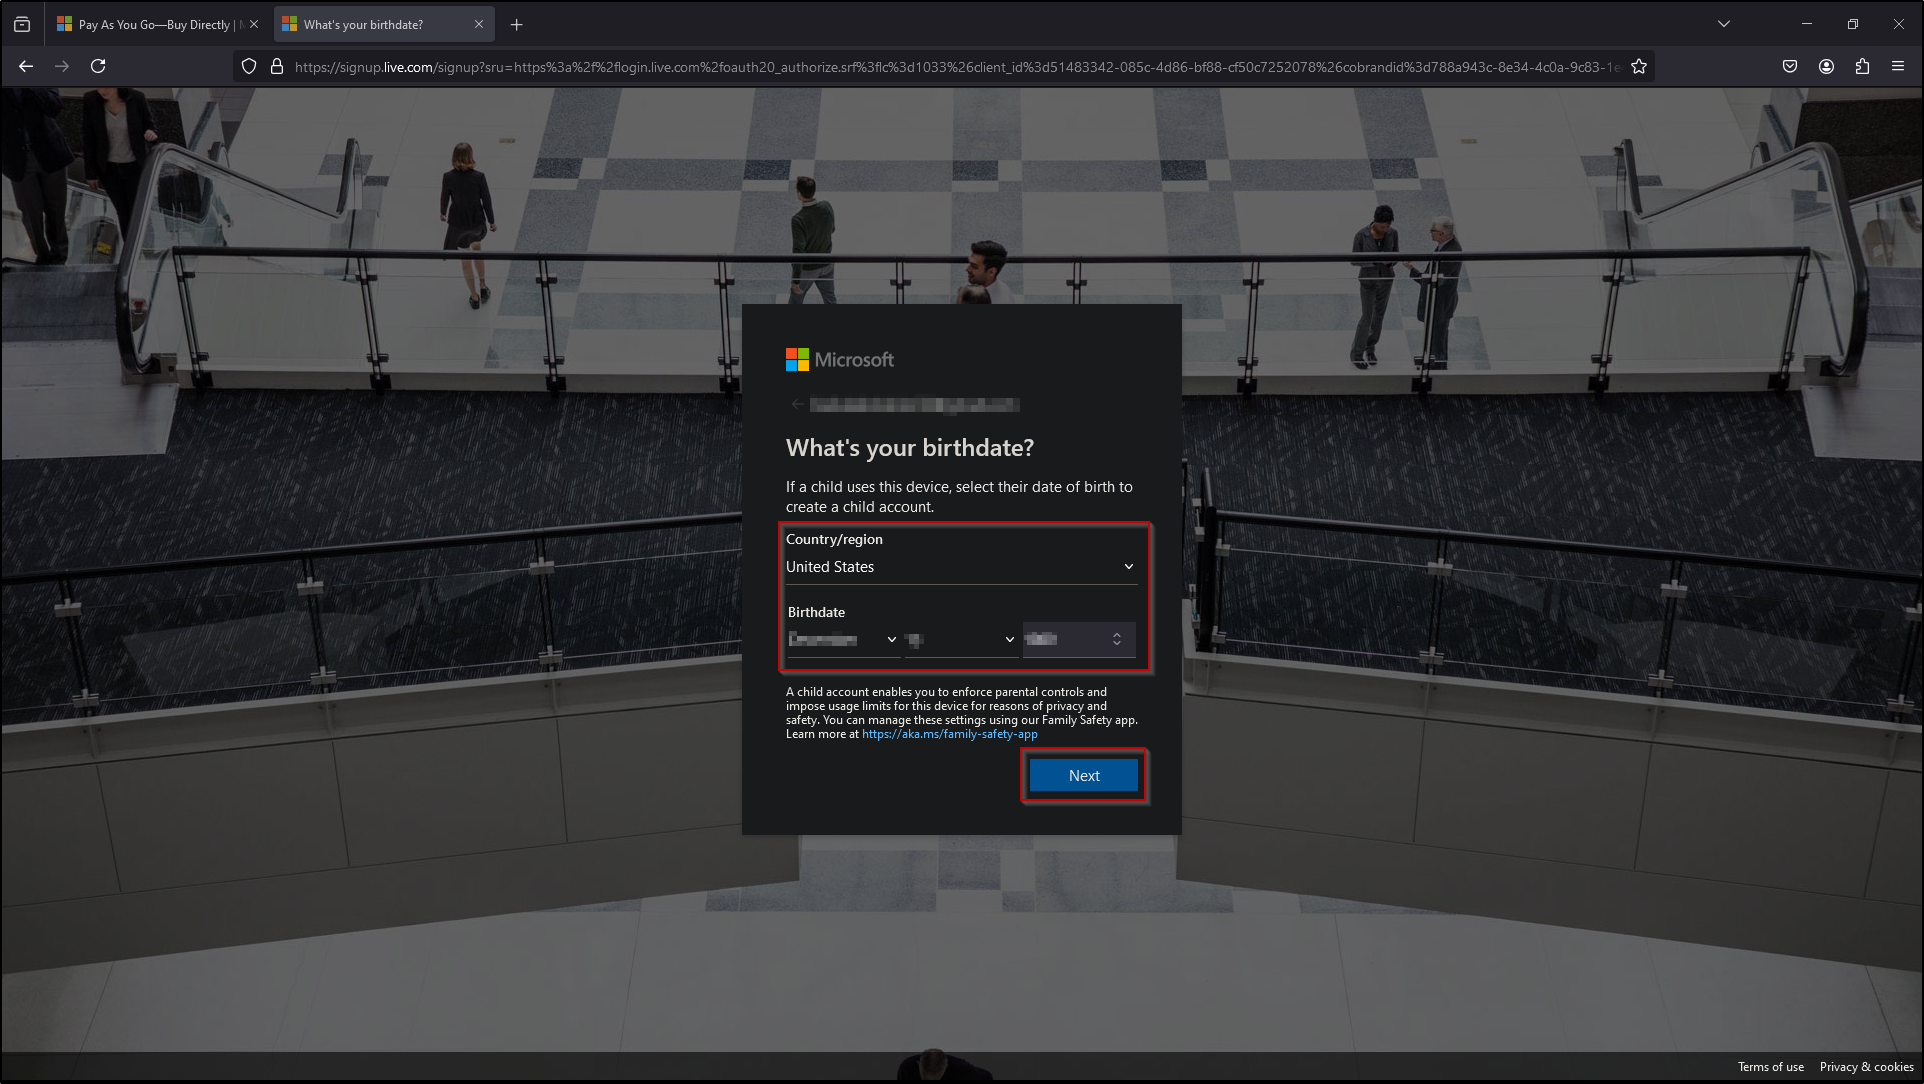 Pay As You Go—Buy Directly |
What's your birthdate?
https://signup.live.com/signup?sru=https%3a%2f%2flogin.live.com%2foauth20_authorize.srf%3flc%3d1033%26client_id%3d51483342-085c-4d86-bf88-cf50c7252078%26cobrandid%3d788a943c-8e34-4c0a-9c83-1e
Microsoft
What's your birthdate?
If a child uses this device, select their date of birth to
create a child account.
Country/region
United States
Birthdate
A child account enables you to enforce parental controls and
impose usage limits for this device for reasons of privacy and
safety. You can manage these settings using our Family Safety app.
Learn more at https://aka.ms/family-safety-app
Next
Terms of use
Privacy & cookies